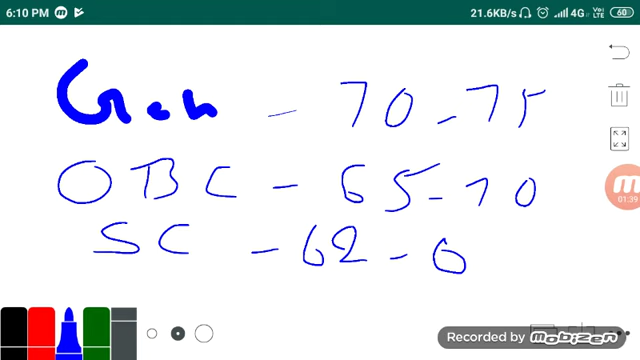 6:10 PM 21.6KB/s 4G VoLTE 60
Gen - 70 - 75
01:39
OBC - 65 - 70
SC - 62 - 6
Recorded by
mobizen